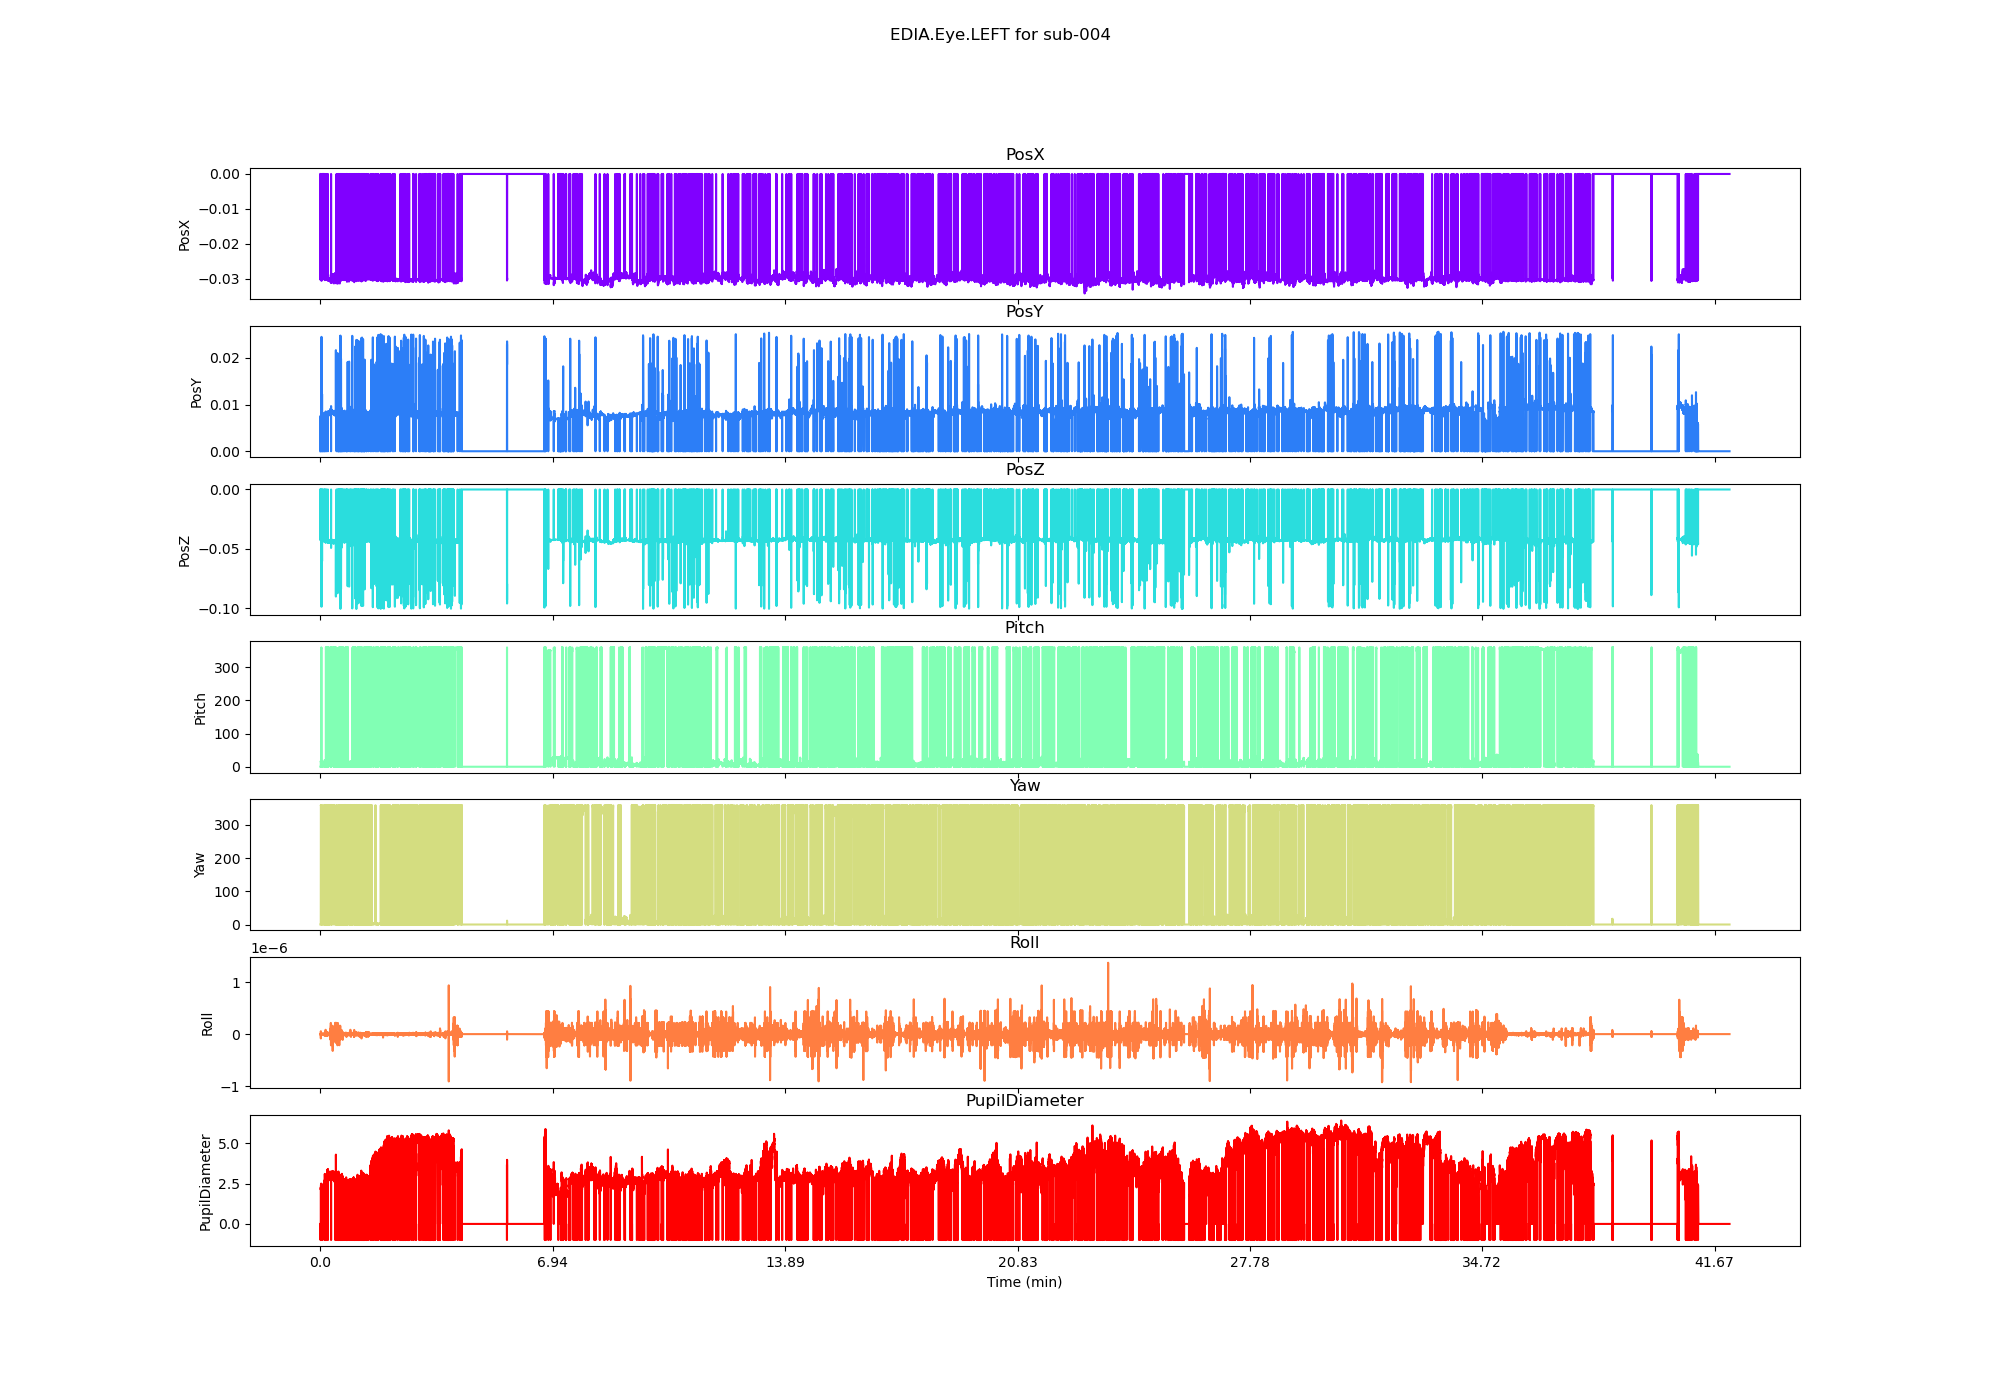 EDIA.Eye.LEFT for sub-004
PosX
0.00
−0.01
−0.02
−0.03
PosX
PosY
0.02
0.01
0.00
PosY
PosZ
0.00
−0.05
−0.10
PosZ
Pitch
300
200
100
0
Pitch
Yaw
300
200
100
0
Yaw
1e−6
Roll
1
0
−1
Roll
PupilDiameter
5.0
2.5
0.0
PupilDiameter
0.0 6.94 13.89 20.83 27.78 34.72 41.67
Time (min)